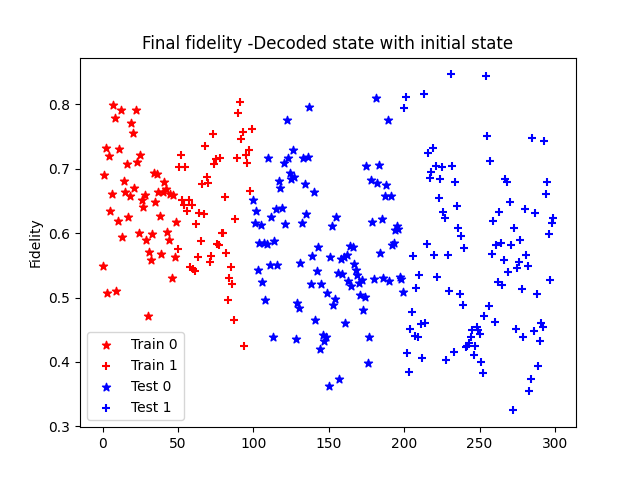 Final fidelity -Decoded state with initial state
Fidelity
0.8
0.7
0.6
0.5
0.4
0.3
Train 0
Train 1
Test 0
Test 1
0 50 100 150 200 250 300